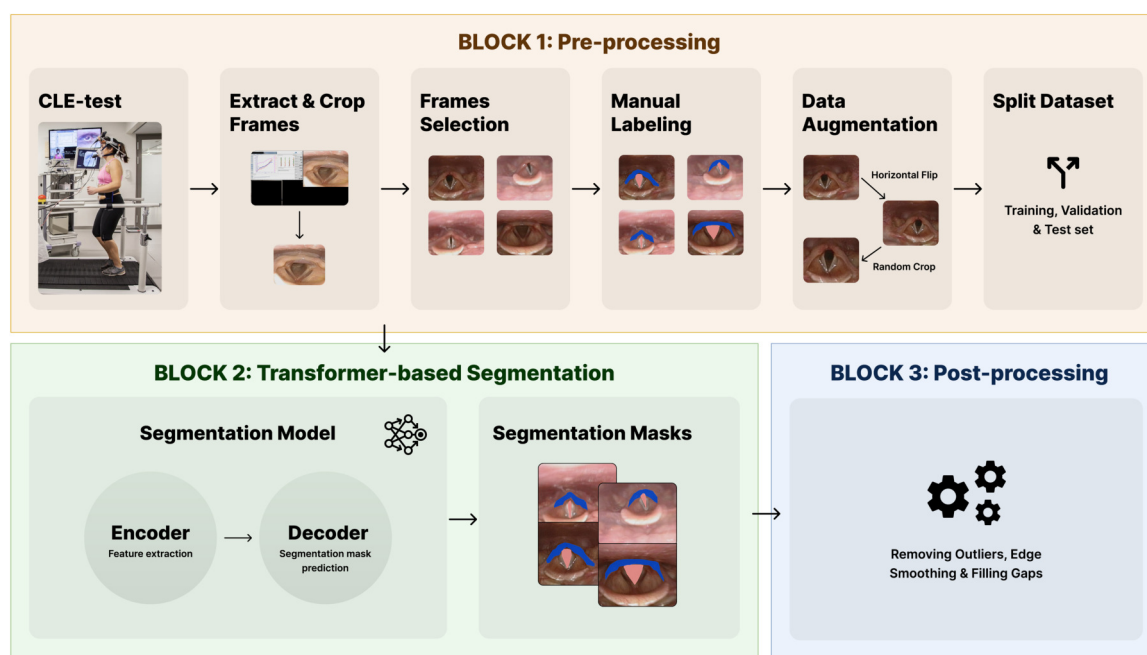 BLOCK 1: Pre-processing
CLE-test
Extract & Crop
Frames
Frames
Selection
Manual
Labeling
Data
Augmentation
Horizontal Flip
Random Crop
Split Dataset
Training, Validation
& Test set
BLOCK 2: Transformer-based Segmentation
Segmentation Model
Encoder
Feature extraction
Decoder
Segmentation mask
prediction
Segmentation Masks
BLOCK 3: Post-processing
Removing Outliers, Edge
Smoothing & Filling Gaps